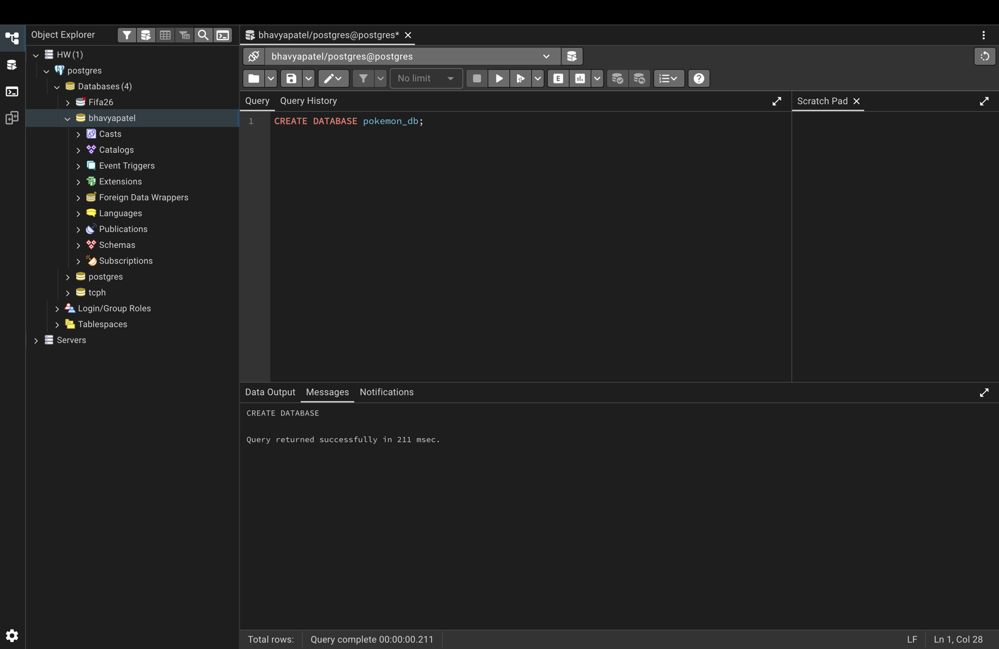 Object Explorer
bhavyapatel/postgres@postgres*
HW (1)
postgres
Databases (4)
Fifa26
bhavyapatel
Casts
Catalogs
Event Triggers
Extensions
Foreign Data Wrappers
Languages
Publications
Schemas
Subscriptions
postgres
tcph
Login/Group Roles
Tablespaces
Servers
bhavyapatel/postgres@postgres
No limit
E
Query Query History
Scratch Pad
1 CREATE DATABASE pokemon_db;
Data Output Messages Notifications
CREATE DATABASE
Query returned successfully in 211 msec.
Total rows: Query complete 00:00:00.211 LF Ln 1, Col 28